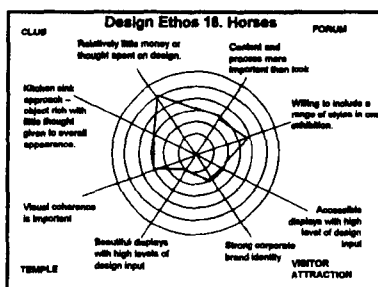 Design Ethos 16. Horses
CLUB
FORUM
Relatively little money or
thought spent on design.
Content and
process more
important than look
Kitchen sink
approach –
object rich with
little thought
given to overall
appearance.
Willing to include a
range of styles in one
exhibition.
Visual coherence
is important
Accessible
displays with high
level of design
input
Beautiful displays
with high levels of
design input
Strong corporate
brand identity
TEMPLE
VISITOR
ATTRACTION